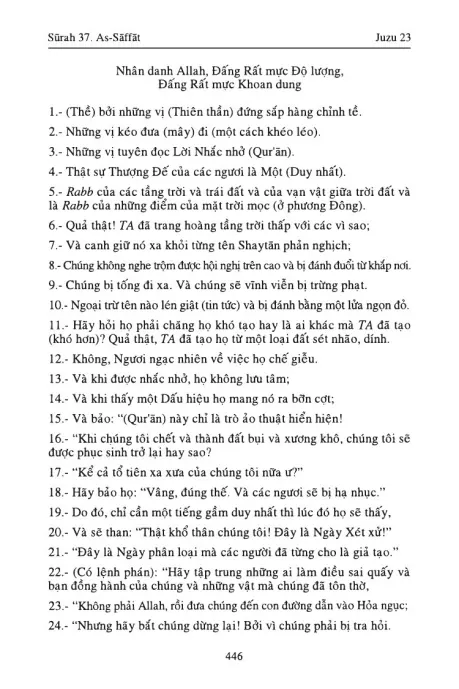 Sūrah 37. As-Sāffāt
Juzu 23
Nhân danh Allah, Đấng Rất mực Độ lượng,
Đấng Rất mực Khoan dung
1.- (Thề) bởi những vị (Thiên thần) đứng sắp hàng chỉnh tề.
2.- Những vị kéo đưa (mây) đi (một cách khéo léo).
3.- Những vị tuyên đọc Lời Nhắc nhở (Qur'ān).
4.- Thật sự Thượng Đế của các ngươi là Một (Duy nhất).
5.- Rabb của các tầng trời và trái đất và của vạn vật giữa trời đất và
là Rabb của những điểm của mặt trời mọc (ở phương Đông).
6.- Quả thật! TA đã trang hoàng tầng trời thấp với các vì sao;
7.- Và canh giữ nó xa khỏi từng tên Shaytān phản nghịch;
8.- Chúng không nghe trộm được hội nghị trên cao và bị đánh đuổi từ khắp nơi.
9.- Chúng bị tống đi xa. Và chúng sẽ vĩnh viễn bị trừng phạt.
10.- Ngoại trừ tên nào lén giật (tin tức) và bị đánh bằng một lửa ngọn đỏ.
11.- Hãy hỏi họ phải chăng họ khó tạo hay là ai khác mà TA đã tạo
(khó hơn)? Quả thật, TA đã tạo họ từ một loại đất sét nhão, dính.
12.- Không, Ngươi ngạc nhiên về việc họ chế giễu.
13.- Và khi được nhắc nhở, họ không lưu tâm;
14.- Và khi thấy một Dấu hiệu họ mang nó ra bỡn cợt;
15.- Và bảo: “(Qur'ān) này chỉ là trò ảo thuật hiển hiện!
16.- “Khi chúng tôi chết và thành đất bụi và xương khô, chúng tôi sẽ
được phục sinh trở lại hay sao?
17.- “Kể cả tổ tiên xa xưa của chúng tôi nữa ư?”
18.- Hãy bảo họ: “Vâng, đúng thế. Và các ngươi sẽ bị hạ nhục.”
19.- Do đó, chỉ cần một tiếng gầm duy nhất thì lúc đó họ sẽ thấy,
20.- Và sẽ than: “Thật khổ thân chúng tôi! Đây là Ngày Xét xử!”
21.- “Đây là Ngày phân loại mà các người đã từng cho là giả tạo.”
22.- (Có lệnh phán): “Hãy tập trung những ai làm điều sai quấy và
bạn đồng hành của chúng và những vật mà chúng đã tôn thờ,
23.- “Không phải Allah, rồi đưa chúng đến con đường dẫn vào Hỏa ngục;
24.- “Nhưng hãy bắt chúng dừng lại! Bởi vì chúng phải bị tra hỏi.
446